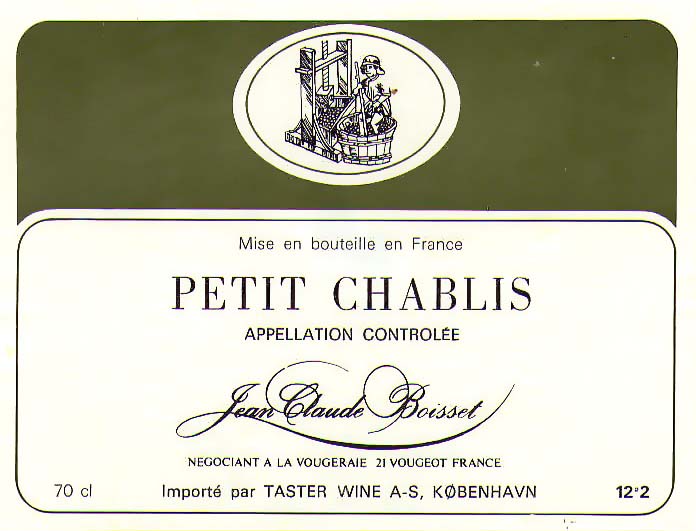 Mise en bouteille en France
PETIT CHABLIS
APPELLATION CONTROLÉE
Jean Claude Boisset
NEGOCIANT A LA VOUGERAIE 21 VOUGEOT FRANCE
70 cl Importé par TASTER WINE A-S, KØBENHAVN 12°2